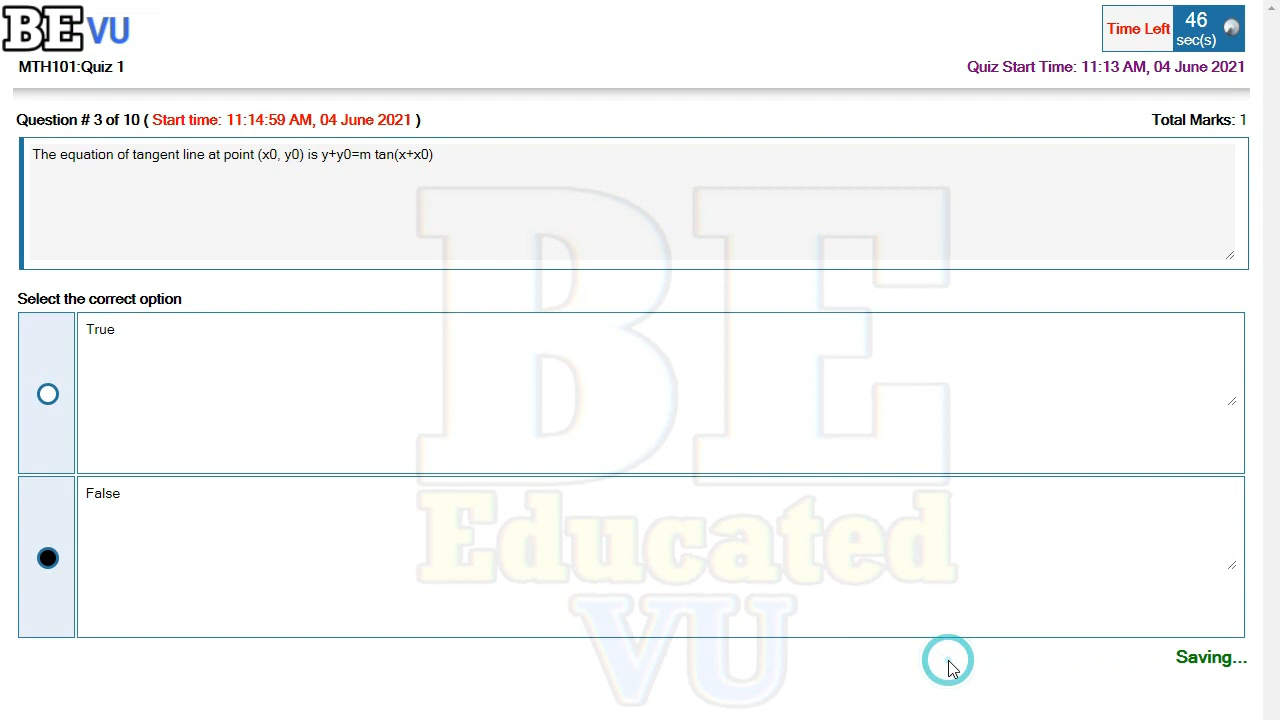 BEVU
Time Left 46 sec(s)
MTH101:Quiz 1
Quiz Start Time: 11:13 AM, 04 June 2021
Question # 3 of 10 ( Start time: 11:14:59 AM, 04 June 2021 )
Total Marks: 1
The equation of tangent line at point (x0, y0) is y+y0=m tan(x+x0)
Select the correct option
True
False
Saving...
BE
Educated
VU